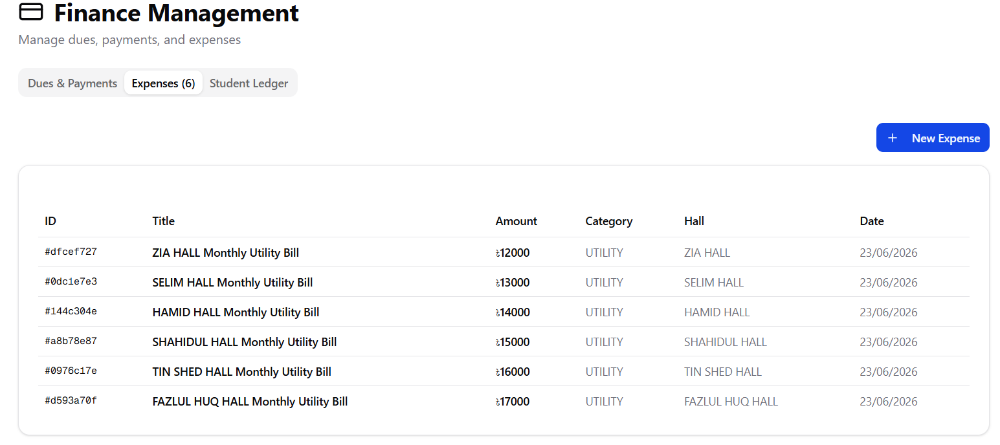 Finance Management
Manage dues, payments, and expenses
Dues & Payments Expenses (6) Student Ledger
+ New Expense
ID Title Amount Category Hall Date
#dfcef727 ZIA HALL Monthly Utility Bill ৳12000 UTILITY ZIA HALL 23/06/2026
#0dc1e7e3 SELIM HALL Monthly Utility Bill ৳13000 UTILITY SELIM HALL 23/06/2026
#144c304e HAMID HALL Monthly Utility Bill ৳14000 UTILITY HAMID HALL 23/06/2026
#a8b78e87 SHAHIDUL HALL Monthly Utility Bill ৳15000 UTILITY SHAHIDUL HALL 23/06/2026
#0976c17e TIN SHED HALL Monthly Utility Bill ৳16000 UTILITY TIN SHED HALL 23/06/2026
#d593a70f FAZLUL HUQ HALL Monthly Utility Bill ৳17000 UTILITY FAZLUL HUQ HALL 23/06/2026